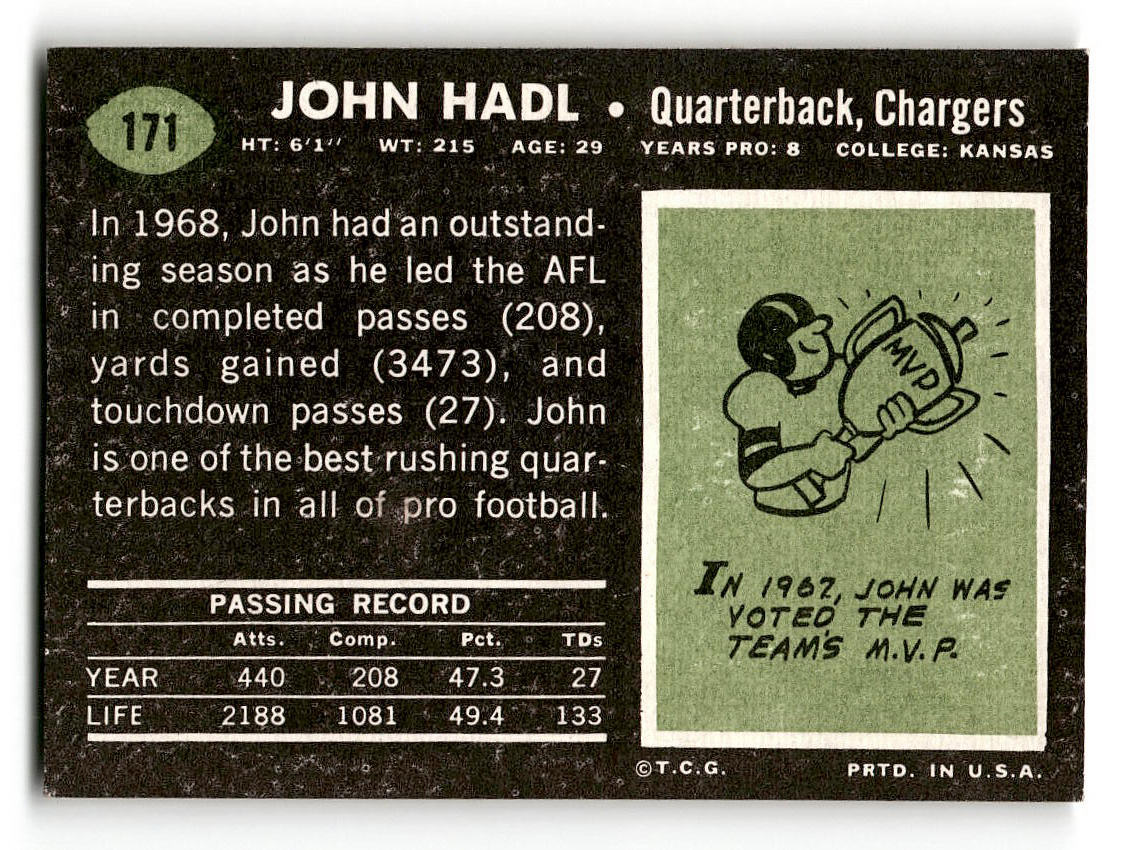 171
JOHN HADL • Quarterback, Chargers
HT: 6'1" WT: 215 AGE: 29 YEARS PRO: 8 COLLEGE: KANSAS
In 1968, John had an outstand-
ing season as he led the AFL
in completed passes (208),
yards gained (3473), and
touchdown passes (27). John
is one of the best rushing quar-
terbacks in all of pro football.
PASSING RECORD
Atts. Comp. Pct. TDs
YEAR 440 208 47.3 27
LIFE 2188 1081 49.4 133
MVP
IN 1967, JOHN WAS
VOTED THE
TEAM'S M.V.P.
©T.C.G. PRTD. IN U.S.A.